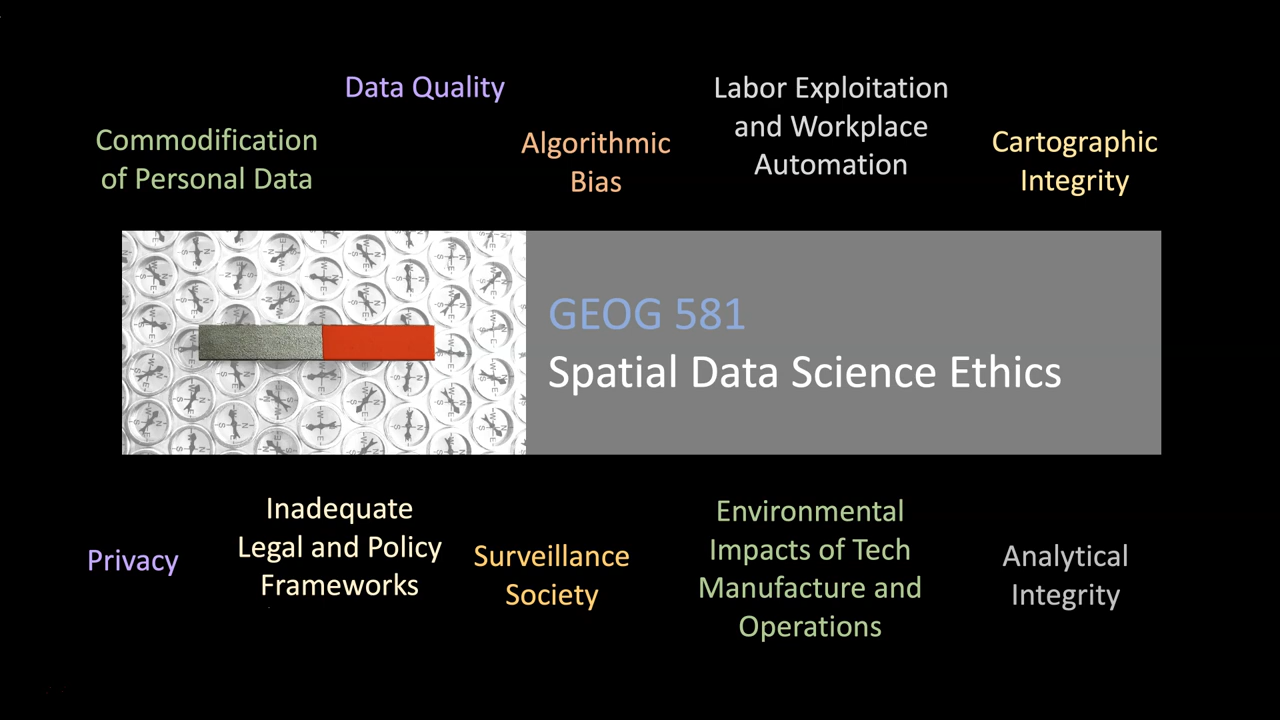 Data Quality
Labor Exploitation
and Workplace
Automation
Commodification
of Personal Data
Algorithmic
Bias
Cartographic
Integrity
GEOG 581
Spatial Data Science Ethics
Privacy
Inadequate
Legal and Policy
Frameworks
Surveillance
Society
Environmental
Impacts of Tech
Manufacture and
Operations
Analytical
Integrity